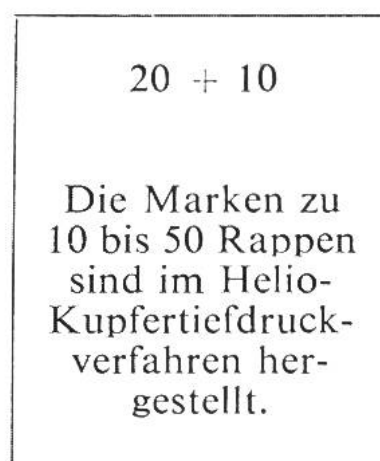 20 + 10
Die Marken zu
10 bis 50 Rappen
sind im Helio-
Kupfertiefdruck-
verfahren her-
gestellt.